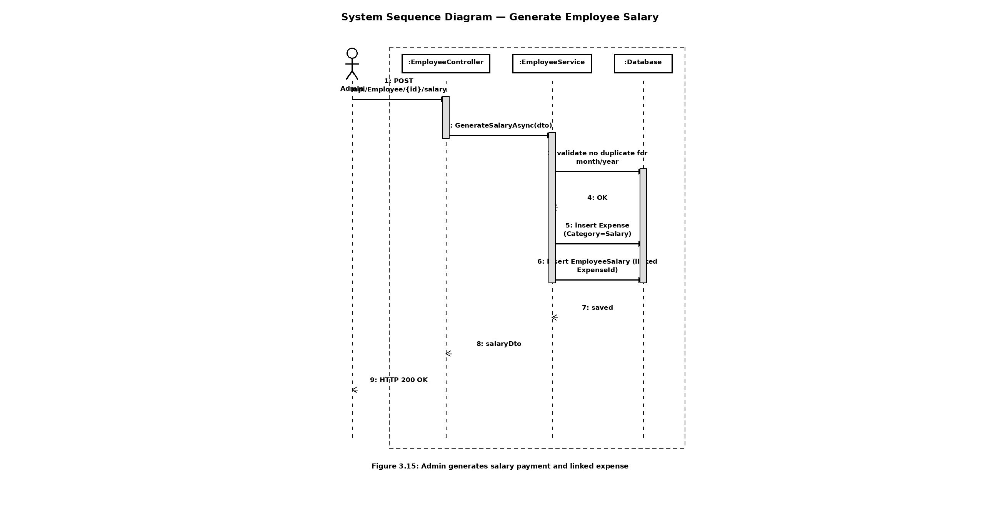 System Sequence Diagram — Generate Employee Salary
:EmployeeController
:EmployeeService
:Database
Admin
1: POST
/api/Employee/{id}/salary
: GenerateSalaryAsync(dto)
validate no duplicate for
month/year
4: OK
5: insert Expense
(Category=Salary)
6: insert EmployeeSalary (linked
ExpenseId)
7: saved
8: salaryDto
9: HTTP 200 OK
Figure 3.15: Admin generates salary payment and linked expense